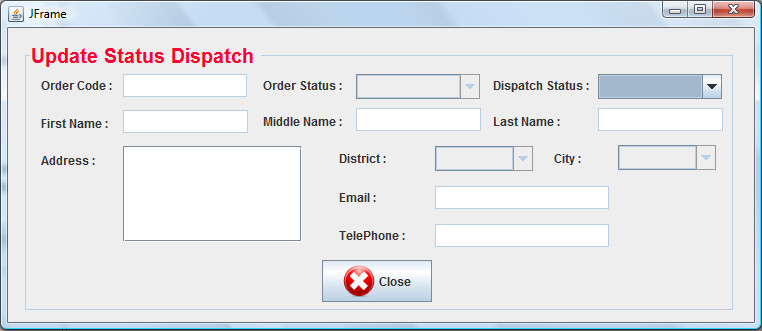 JFrame
Update Status Dispatch
Order Code : Order Status : Dispatch Status :
First Name : Middle Name : Last Name :
Address : District : City :
Email :
TelePhone :
Close